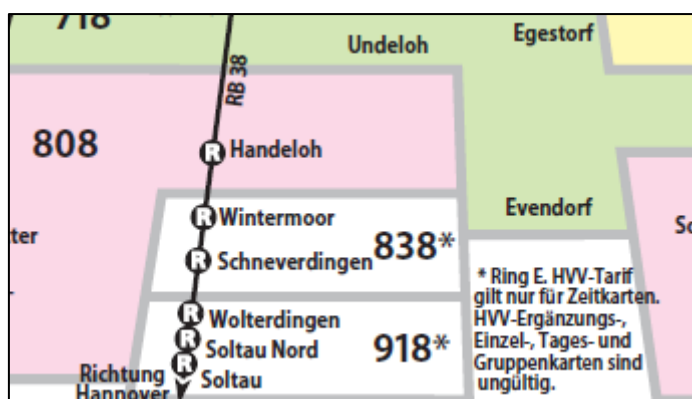 718
Undeloh
Egestorf
RB 38
808
R Handeloh
R Wintermoor
838*
R Schneverdingen
Evendorf
* Ring E. HVV-Tarif
gilt nur für Zeitkarten.
HVV-Ergänzungs-,
Einzel-, Tages- und
Gruppenkarten sind
ungültig.
R Wolterdingen
R Soltau Nord
918*
R Soltau
Richtung
Hannover